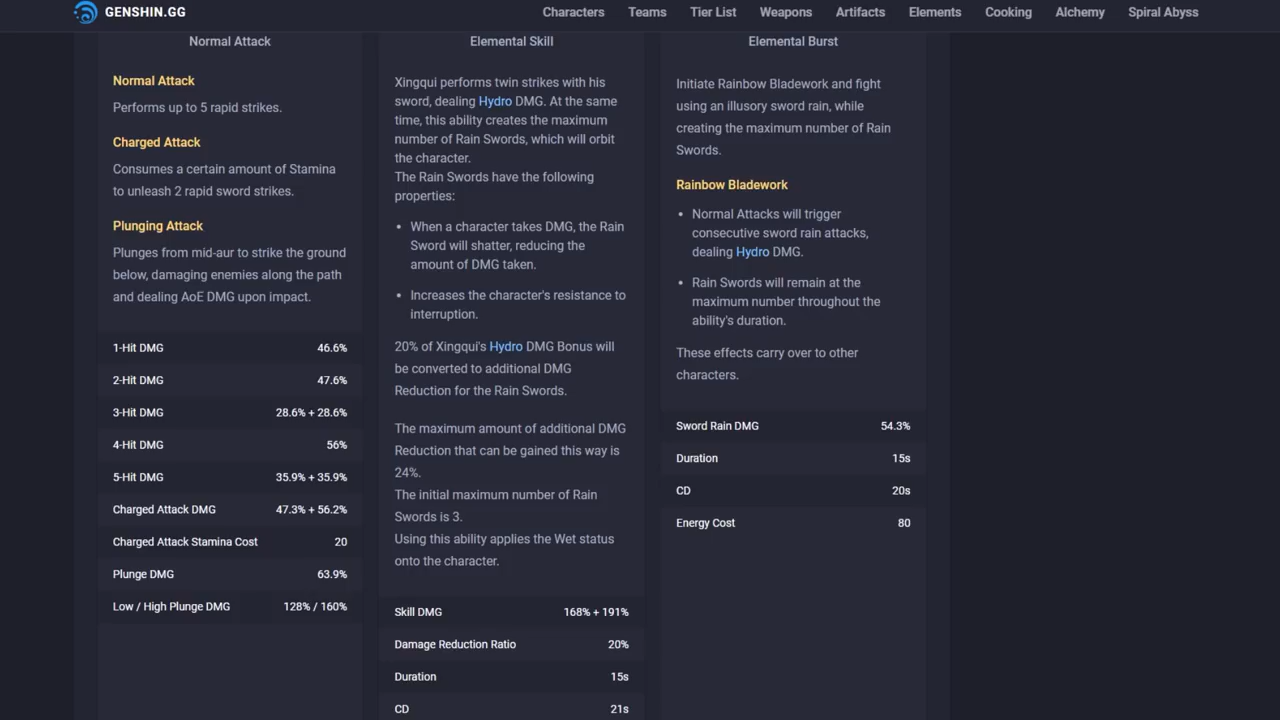 GENSHIN.GG
Characters
Teams
Tier List
Weapons
Artifacts
Elements
Cooking
Alchemy
Spiral Abyss
Normal Attack
Normal Attack
Performs up to 5 rapid strikes.
Charged Attack
Consumes a certain amount of Stamina
to unleash 2 rapid sword strikes.
Plunging Attack
Plunges from mid-aur to strike the ground
below, damaging enemies along the path
and dealing AoE DMG upon impact.
1-Hit DMG 46.6%
2-Hit DMG 47.6%
3-Hit DMG 28.6% + 28.6%
4-Hit DMG 56%
5-Hit DMG 35.9% + 35.9%
Charged Attack DMG 47.3% + 56.2%
Charged Attack Stamina Cost 20
Plunge DMG 63.9%
Low / High Plunge DMG 128% / 160%
Elemental Skill
Xingqui performs twin strikes with his
sword, dealing Hydro DMG. At the same
time, this ability creates the maximum
number of Rain Swords, which will orbit
the character.
The Rain Swords have the following
properties:
• When a character takes DMG, the Rain
Sword will shatter, reducing the
amount of DMG taken.
• Increases the character's resistance to
interruption.
20% of Xingqui's Hydro DMG Bonus will
be converted to additional DMG
Reduction for the Rain Swords.
The maximum amount of additional DMG
Reduction that can be gained this way is
24%.
The initial maximum number of Rain
Swords is 3.
Using this ability applies the Wet status
onto the character.
Skill DMG 168% + 191%
Damage Reduction Ratio 20%
Duration 15s
CD 21s
Elemental Burst
Initiate Rainbow Bladework and fight
using an illusory sword rain, while
creating the maximum number of Rain
Swords.
Rainbow Bladework
• Normal Attacks will trigger
consecutive sword rain attacks,
dealing Hydro DMG.
• Rain Swords will remain at the
maximum number throughout the
ability's duration.
These effects carry over to other
characters.
Sword Rain DMG 54.3%
Duration 15s
CD 20s
Energy Cost 80